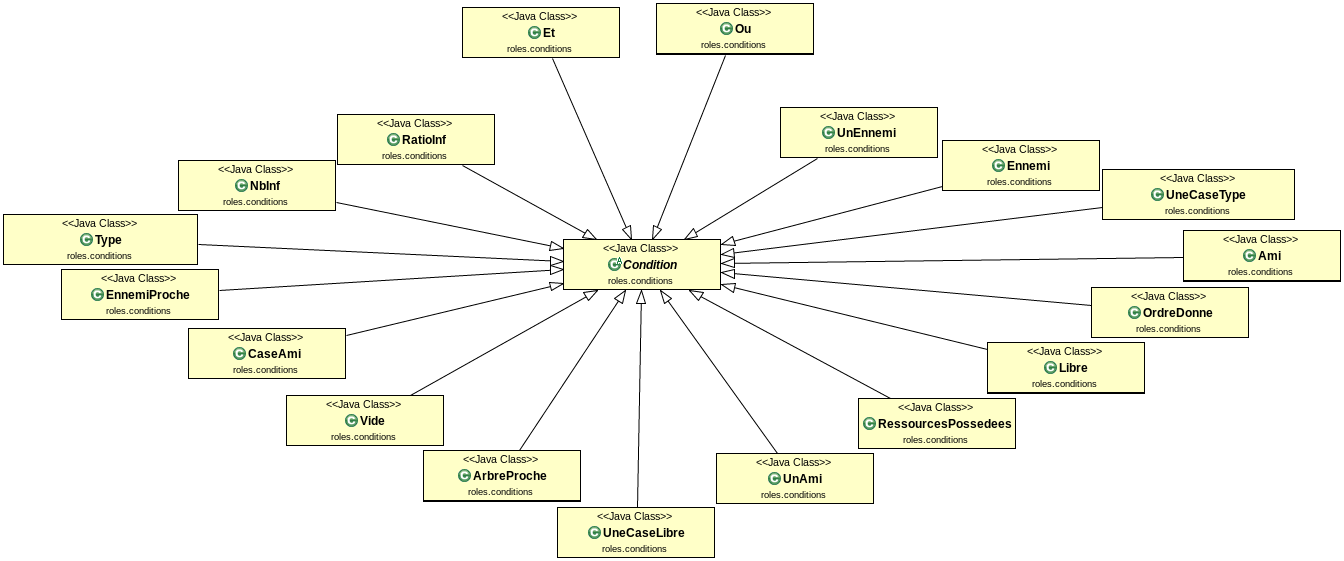 <<Java Class>>
Et
roles.conditions
<<Java Class>>
Ou
roles.conditions
<<Java Class>>
UnEnnemi
roles.conditions
<<Java Class>>
RatioInf
roles.conditions
<<Java Class>>
Ennemi
roles.conditions
<<Java Class>>
NbInf
roles.conditions
<<Java Class>>
UneCaseType
roles.conditions
<<Java Class>>
Type
roles.conditions
<<Java Class>>
Ami
roles.conditions
<<Java Class>>
Condition
roles.conditions
<<Java Class>>
EnnemiProche
roles.conditions
<<Java Class>>
OrdreDonne
roles.conditions
<<Java Class>>
CaseAmi
roles.conditions
<<Java Class>>
Libre
roles.conditions
<<Java Class>>
Vide
roles.conditions
<<Java Class>>
RessourcesPossedees
roles.conditions
<<Java Class>>
ArbreProche
roles.conditions
<<Java Class>>
UnAmi
roles.conditions
<<Java Class>>
UneCaseLibre
roles.conditions